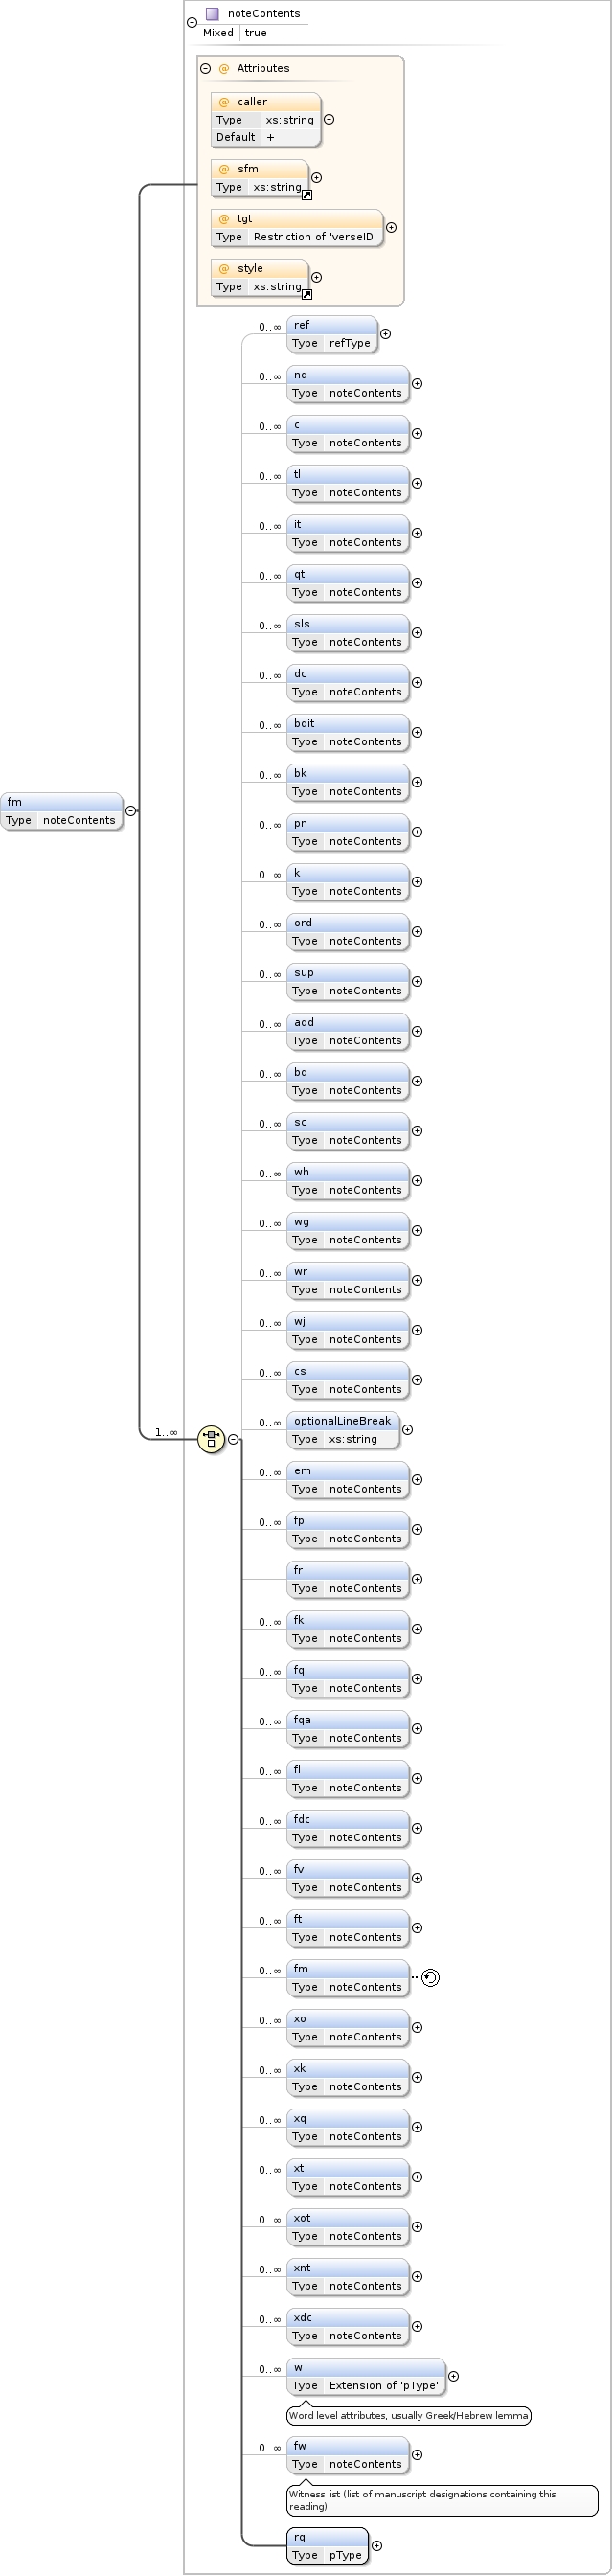 noteContents
Mixed true
@ Attributes
@ caller
Type xs:string
Default +
@ sfm
Type xs:string
@ tgt
Type Restriction of 'verseID'
@ style
Type xs:string
0..∞ ref
Type refType
0..∞ nd
Type noteContents
0..∞ c
Type noteContents
0..∞ tl
Type noteContents
0..∞ it
Type noteContents
0..∞ qt
Type noteContents
0..∞ sls
Type noteContents
0..∞ dc
Type noteContents
0..∞ bdit
Type noteContents
0..∞ bk
Type noteContents
fm
Type noteContents
0..∞ pn
Type noteContents
0..∞ k
Type noteContents
0..∞ ord
Type noteContents
0..∞ sup
Type noteContents
0..∞ add
Type noteContents
0..∞ bd
Type noteContents
0..∞ sc
Type noteContents
0..∞ wh
Type noteContents
0..∞ wg
Type noteContents
0..∞ wr
Type noteContents
0..∞ wj
Type noteContents
0..∞ cs
Type noteContents
1..∞
0..∞ optionalLineBreak
Type xs:string
0..∞ em
Type noteContents
0..∞ fp
Type noteContents
fr
Type noteContents
0..∞ fk
Type noteContents
0..∞ fq
Type noteContents
0..∞ fqa
Type noteContents
0..∞ fl
Type noteContents
0..∞ fdc
Type noteContents
0..∞ fv
Type noteContents
0..∞ ft
Type noteContents
0..∞ fm
Type noteContents
0..∞ xo
Type noteContents
0..∞ xk
Type noteContents
0..∞ xq
Type noteContents
0..∞ xt
Type noteContents
0..∞ xot
Type noteContents
0..∞ xnt
Type noteContents
0..∞ xdc
Type noteContents
0..∞ w
Type Extension of 'pType'
Word level attributes, usually Greek/Hebrew lemma
0..∞ fw
Type noteContents
Witness list (list of manuscript designations containing this
reading)
rq
Type pType